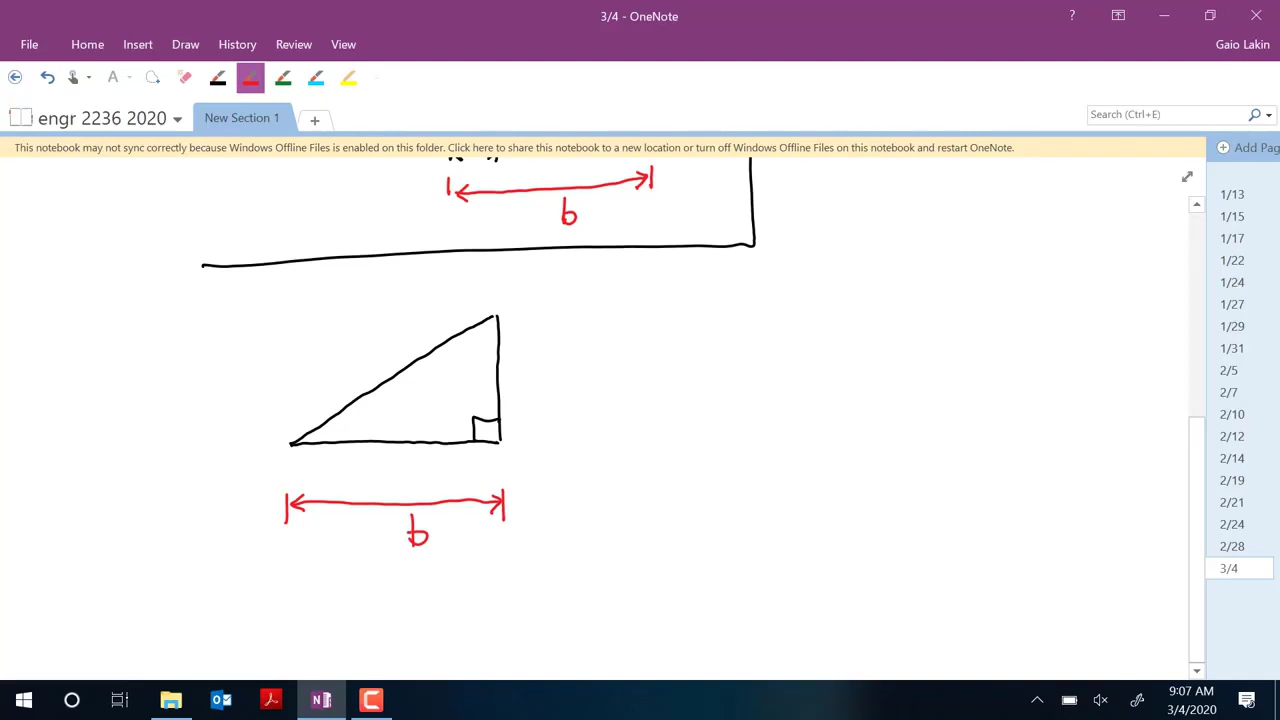 3/4 - OneNote
?
File Home Insert Draw History Review View
Gaio Lakin
A
engr 2236 2020
New Section 1
+
Search (Ctrl+E)
This notebook may not sync correctly because Windows Offline Files is enabled on this folder. Click here to share this notebook to a new location or turn off Windows Offline Files on this notebook and restart OneNote.
Add Pag
1/13
1/15
1/17
1/22
1/24
1/27
1/29
1/31
2/5
2/7
2/10
2/12
2/14
2/19
2/21
2/24
2/28
3/4
b
b
9:07 AM
3/4/2020